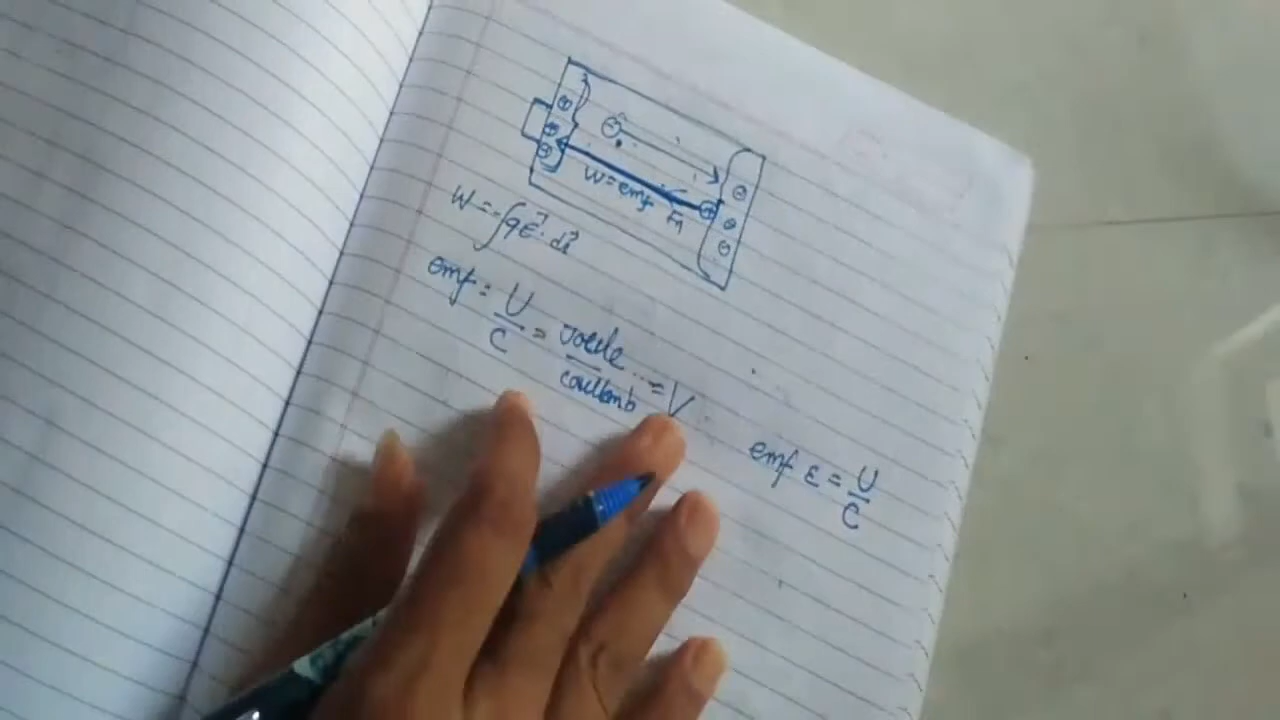 W = emf
W = -∫qE⃗·dl⃗
emf = U/C = Joule/coulomb = V
emf ε = U/C